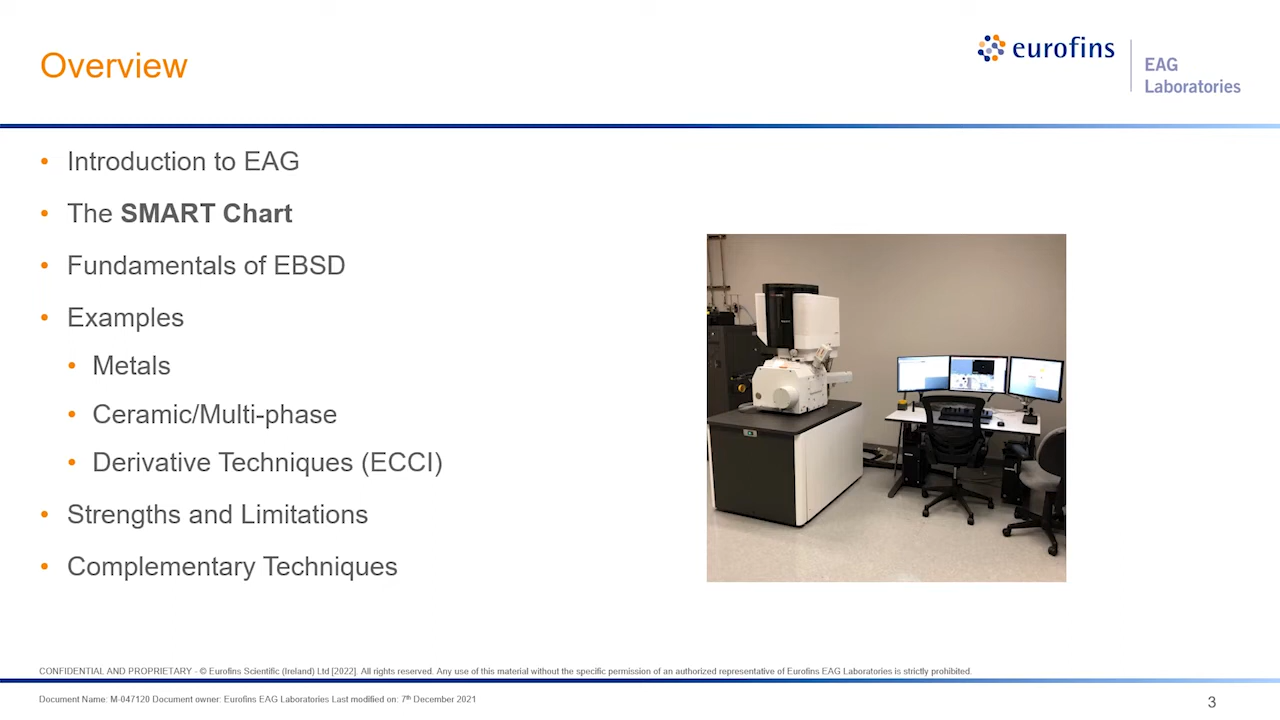 Overview
eurofins
EAG
Laboratories
• Introduction to EAG
• The SMART Chart
• Fundamentals of EBSD
• Examples
• Metals
• Ceramic/Multi-phase
• Derivative Techniques (ECCI)
• Strengths and Limitations
• Complementary Techniques
CONFIDENTIAL AND PROPRIETARY - © Eurofins Scientific (Ireland) Ltd [2022]. All rights reserved. Any use of this material without the specific permission of an authorized representative of Eurofins EAG Laboratories is strictly prohibited.
Document Name: M-047120 Document owner: Eurofins EAG Laboratories Last modified on: 7th December 2021
3